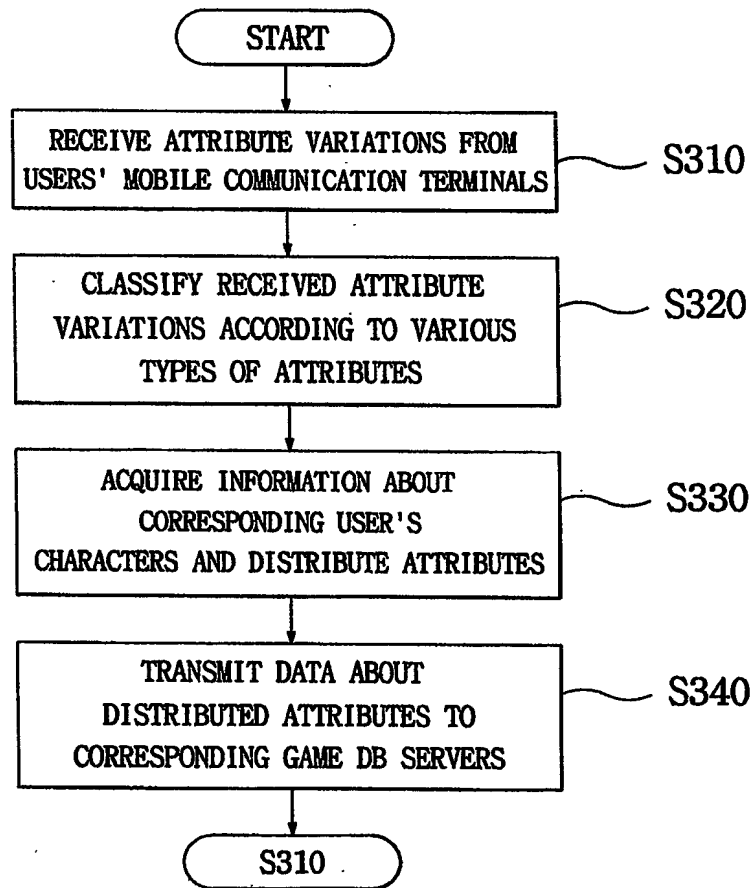 START
RECEIVE ATTRIBUTE VARIATIONS FROM
USERS' MOBILE COMMUNICATION TERMINALS
S310
CLASSIFY RECEIVED ATTRIBUTE
VARIATIONS ACCORDING TO VARIOUS
TYPES OF ATTRIBUTES
S320
ACQUIRE INFORMATION ABOUT
CORRESPONDING USER'S
CHARACTERS AND DISTRIBUTE ATTRIBUTES
S330
TRANSMIT DATA ABOUT
DISTRIBUTED ATTRIBUTES TO
CORRESPONDING GAME DB SERVERS
S340
S310